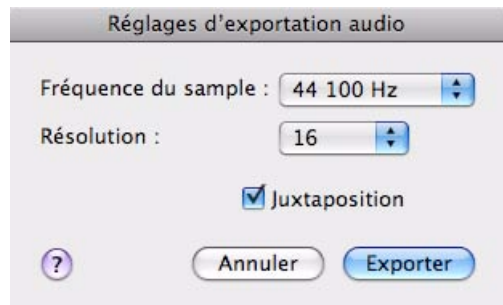 Réglages d'exportation audio
Fréquence du sample : 44 100 Hz
Résolution : 16
Juxtaposition
? Annuler Exporter